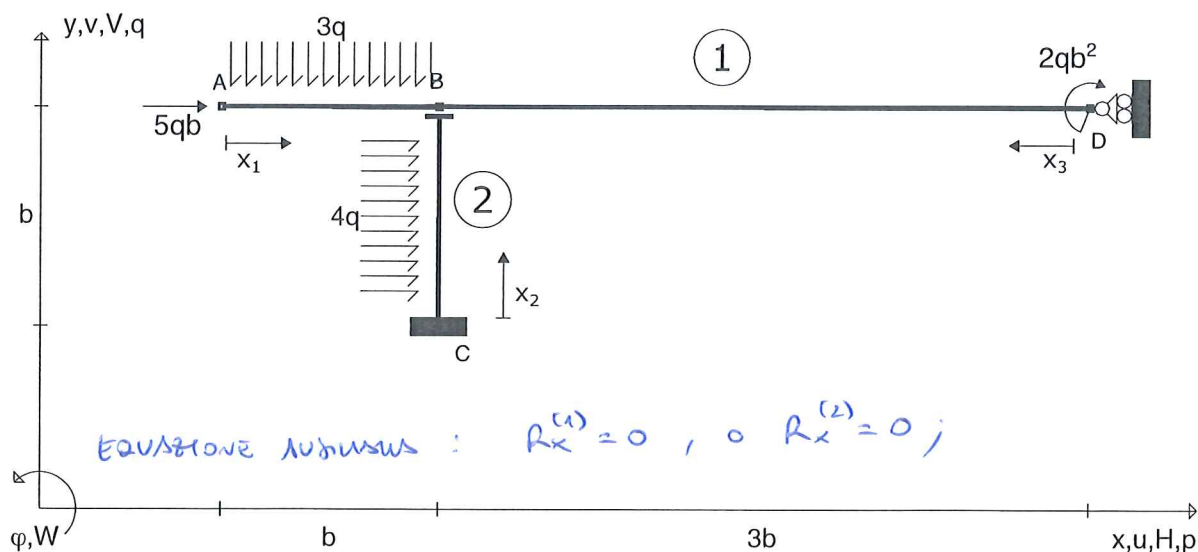 y,v,V,q
3q
1
2qb²
A
B
5qb
D
x₁
x₃
b
4q
2
x₂
C
EQUAZIONE AUSILIARIA : Rx⁽¹⁾ = 0 , o Rx⁽²⁾ = 0 ;
φ,W
b
3b
x,u,H,p